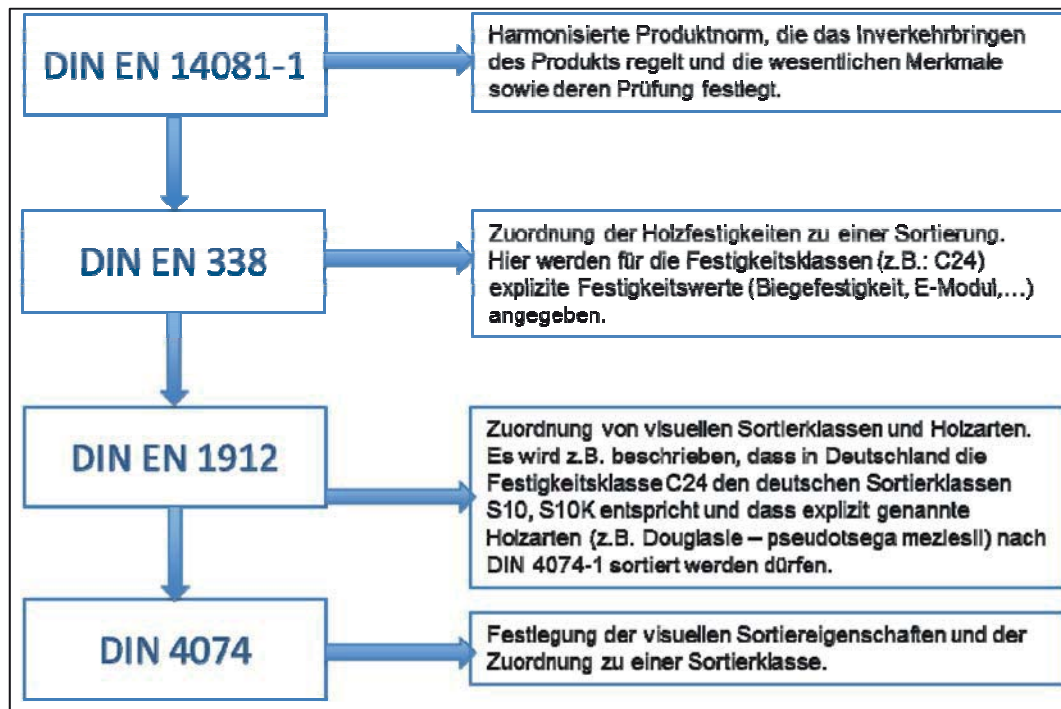 DIN EN 14081-1
Harmonisierte Produktnorm, die das Inverkehrbringen
des Produkts regelt und die wesentlichen Merkmale
sowie deren Prüfung festlegt.
DIN EN 338
Zuordnung der Holzfestigkeiten zu einer Sortierung.
Hier werden für die Festigkeitsklassen (z.B.: C24)
explizite Festigkeitswerte (Biegefestigkeit, E-Modul,...)
angegeben.
DIN EN 1912
Zuordnung von visuellen Sortierklassen und Holzarten.
Es wird z.B. beschrieben, dass in Deutschland die
Festigkeitsklasse C24 den deutschen Sortierklassen
S10, S10K entspricht und dass explizit genannte
Holzarten (z.B. Douglasie – pseudotsega meziesii) nach
DIN 4074-1 sortiert werden dürfen.
DIN 4074
Festlegung der visuellen Sortiereigenschaften und der
Zuordnung zu einer Sortierklasse.